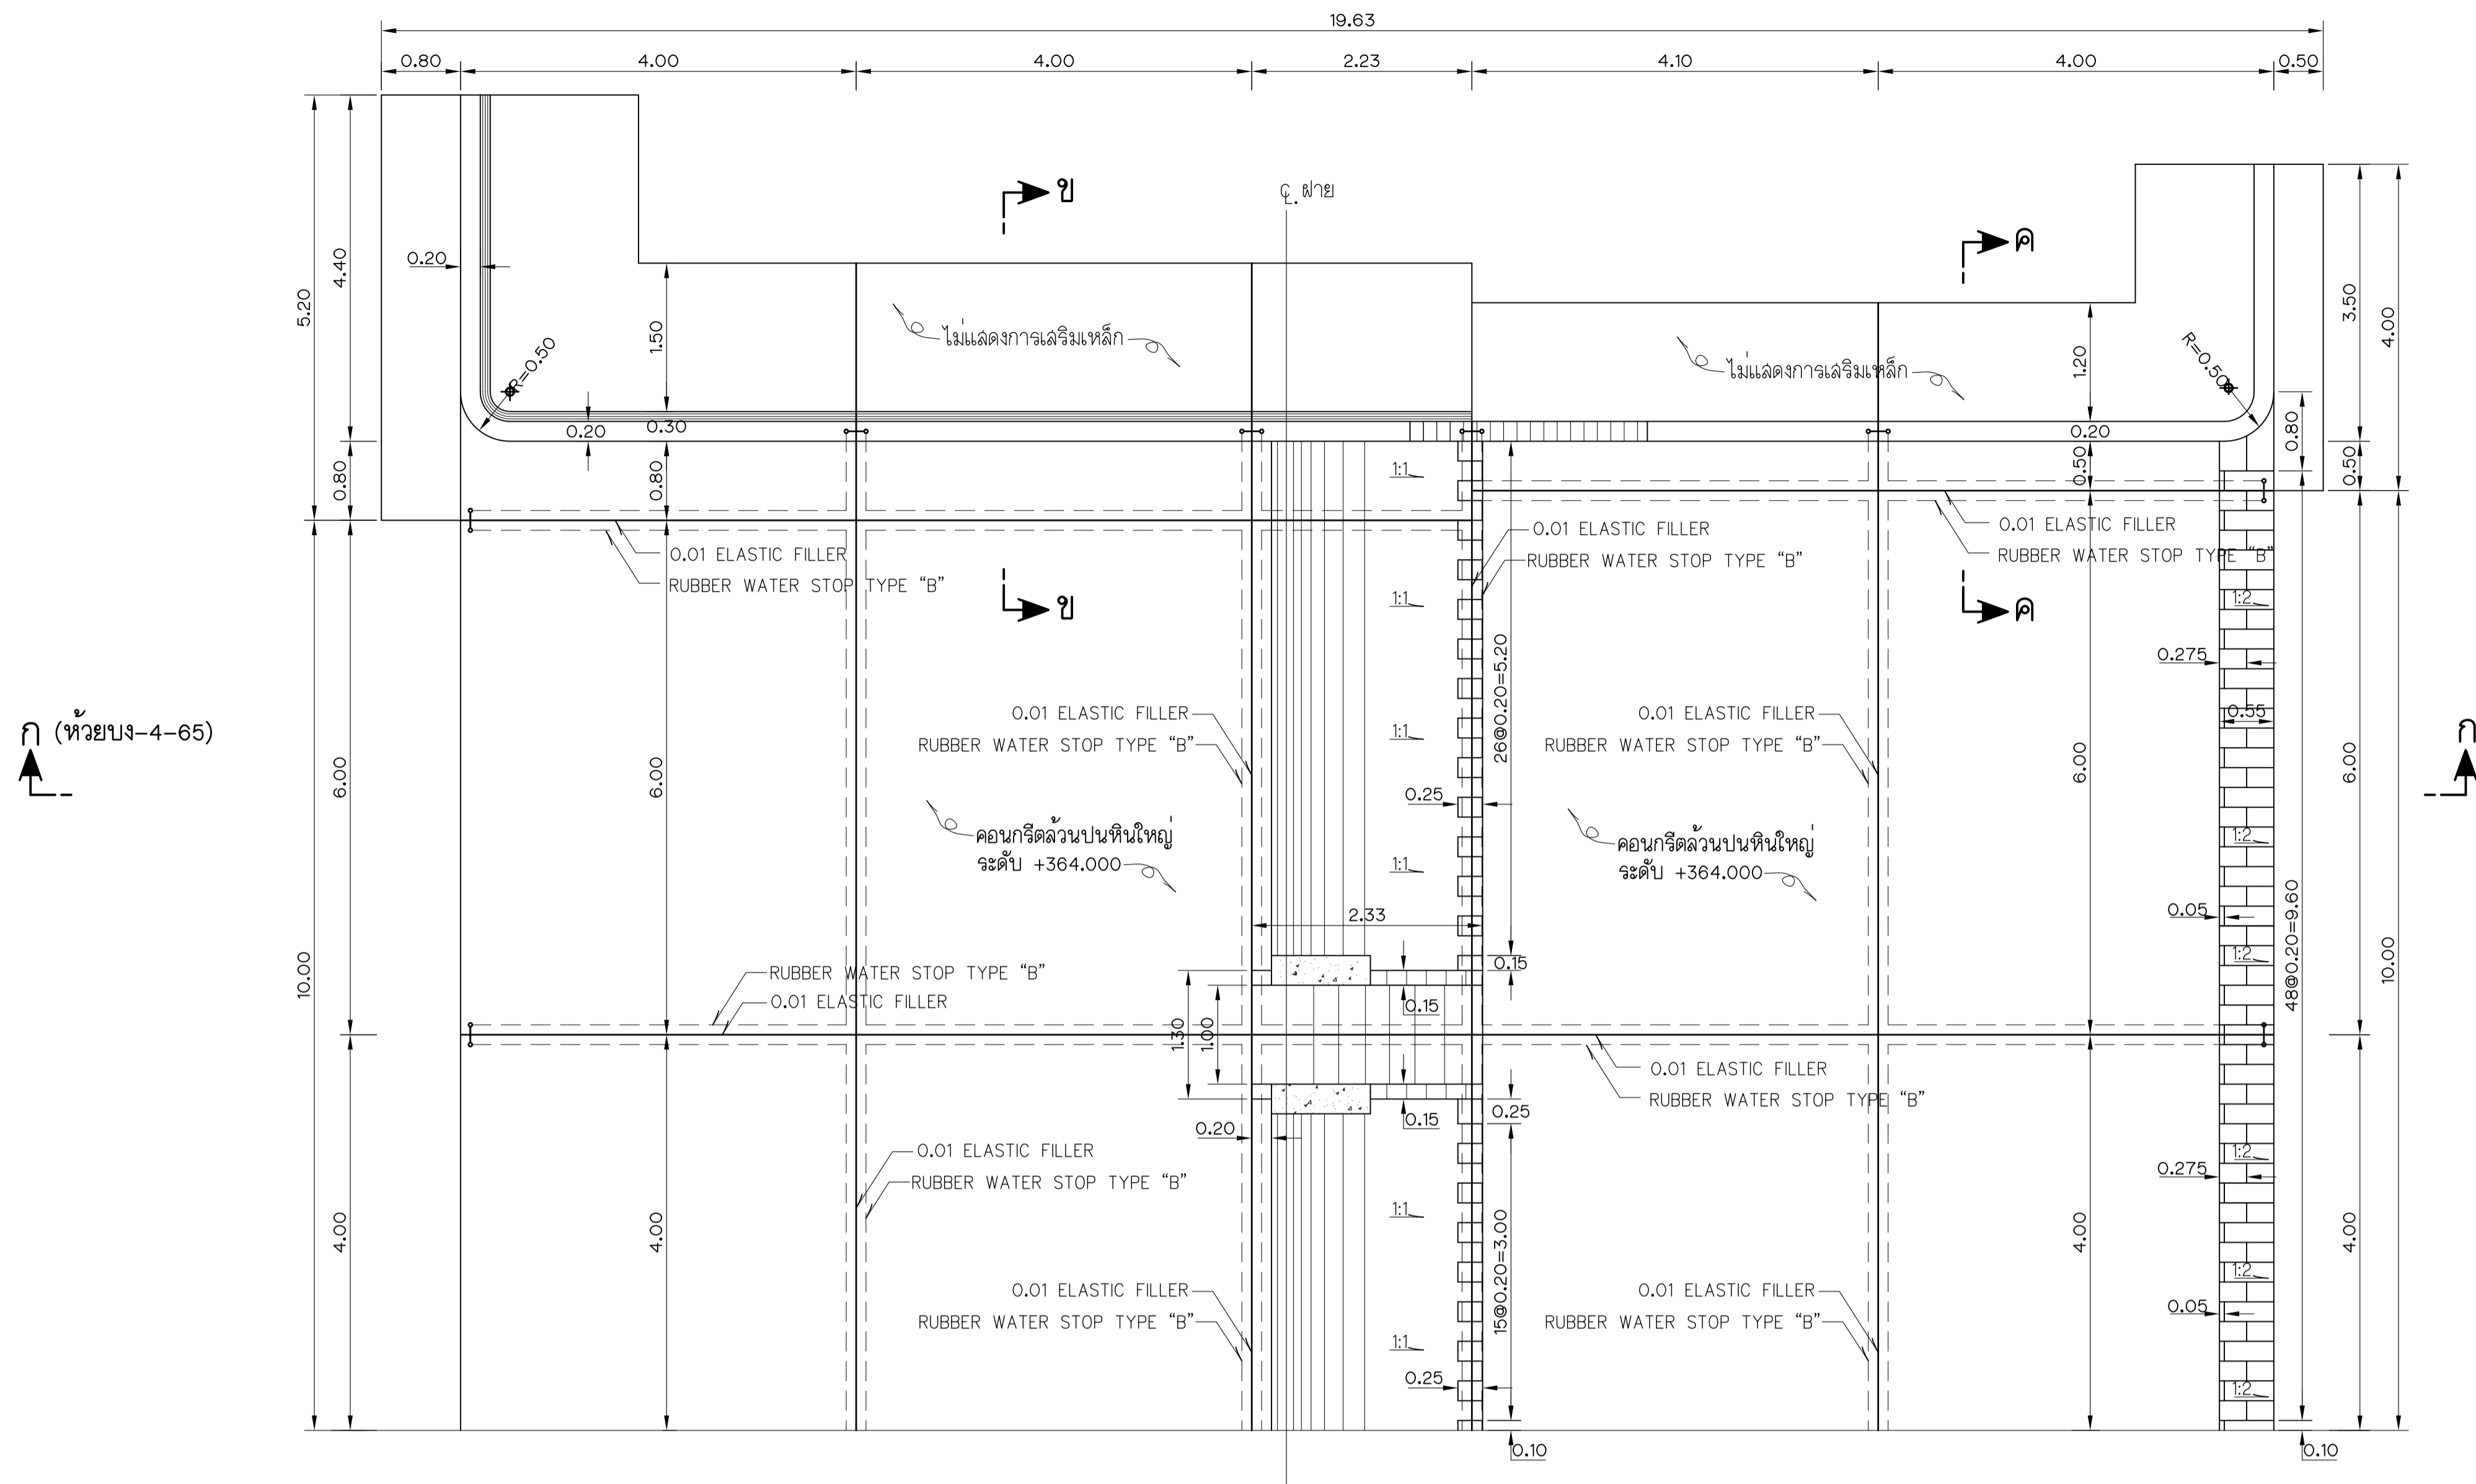 19.63
0.80
4.00
4.00
2.23
4.10
4.00
0.50
℄. ฝาย
ข
ค
5.20
4.40
0.20
R=0.50
1.50
ไม่แสดงการเสริมเหล็ก
ไม่แสดงการเสริมเหล็ก
1.20
R=0.50
3.50
4.00
0.20
0.30
0.20
0.80
0.80
0.80
1:1
0.50
0.50
0.01 ELASTIC FILLER
RUBBER WATER STOP TYPE “B”
0.01 ELASTIC FILLER
RUBBER WATER STOP TYPE “B”
0.01 ELASTIC FILLER
RUBBER WATER STOP TYPE “B”
ข
ค
1:1
1:2
26@0.20=5.20
0.275
0.55
ก (ห้วยบง-4-65)
ก
0.01 ELASTIC FILLER
RUBBER WATER STOP TYPE “B”
0.01 ELASTIC FILLER
RUBBER WATER STOP TYPE “B”
1:1
6.00
6.00
6.00
6.00
0.25
คอนกรีตล้วนปนหินใหญ่
ระดับ +364.000
คอนกรีตล้วนปนหินใหญ่
ระดับ +364.000
1:1
1:2
2.33
0.05
48@0.20=9.60
1:2
10.00
10.00
RUBBER WATER STOP TYPE “B”
0.01 ELASTIC FILLER
0.15
0.15
1.30
1.00
0.01 ELASTIC FILLER
RUBBER WATER STOP TYPE “B”
0.25
0.15
0.20
0.01 ELASTIC FILLER
RUBBER WATER STOP TYPE “B”
1:2
0.275
1:1
4.00
4.00
4.00
4.00
15@0.20=3.00
0.01 ELASTIC FILLER
RUBBER WATER STOP TYPE “B”
0.01 ELASTIC FILLER
RUBBER WATER STOP TYPE “B”
1:2
0.05
1:1
0.25
1:2
0.10
0.10